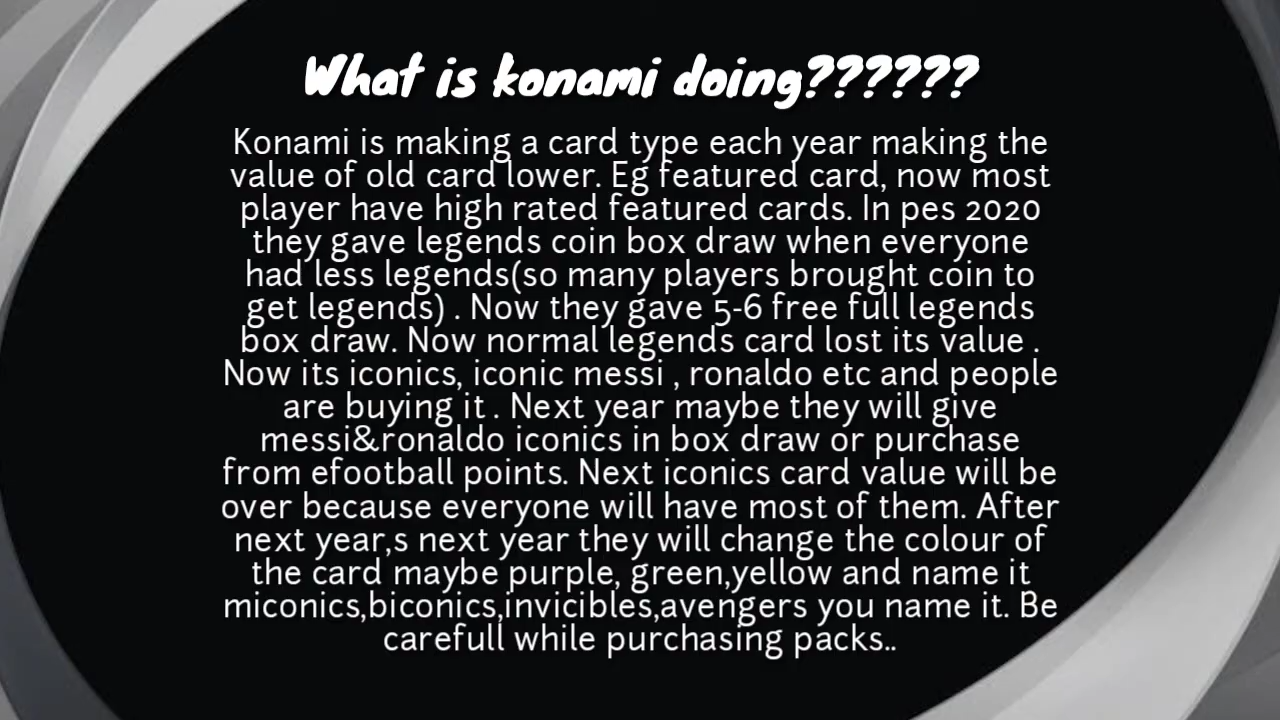 What is konami doing??????
Konami is making a card type each year making the
value of old card lower. Eg featured card, now most
player have high rated featured cards. In pes 2020
they gave legends coin box draw when everyone
had less legends(so many players brought coin to
get legends) . Now they gave 5-6 free full legends
box draw. Now normal legends card lost its value .
Now its iconics, iconic messi , ronaldo etc and people
are buying it . Next year maybe they will give
messi&ronaldo iconics in box draw or purchase
from efootball points. Next iconics card value will be
over because everyone will have most of them. After
next year,s next year they will change the colour of
the card maybe purple, green,yellow and name it
miconics,biconics,invicibles,avengers you name it. Be
carefull while purchasing packs..